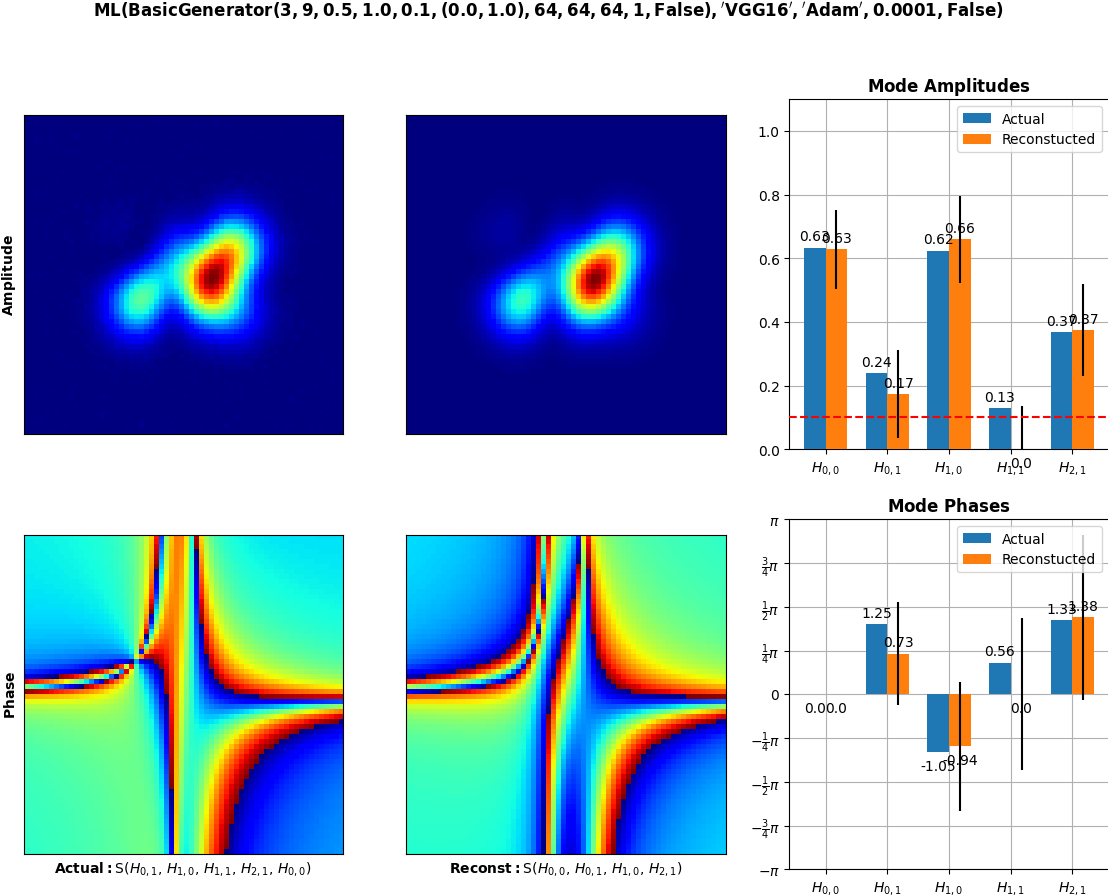 ML(BasicGenerator(3, 9, 0.5, 1.0, 0.1, (0.0, 1.0), 64, 64, 64, 1, False), ′VGG16′, ′Adam′, 0.0001, False)
Amplitude
Mode Amplitudes
Actual
Reconstucted
1.0
0.8
0.6
0.4
0.2
0.0
0.63
0.63
0.24
0.17
0.62
0.66
0.13
0.0
0.37
0.37
H0,0
H0,1
H1,0
H1,1
H2,1
Phase
Actual: S(H0,1, H1,0, H1,1, H2,1, H0,0)
Reconst: S(H0,0, H0,1, H1,0, H2,1)
Mode Phases
Actual
Reconstucted
π
3/4π
1/2π
1/4π
0
−1/4π
−1/2π
−3/4π
−π
0.0
0.0
1.25
0.73
-1.03
-0.94
0.56
0.0
1.33
1.38
H0,0
H0,1
H1,0
H1,1
H2,1